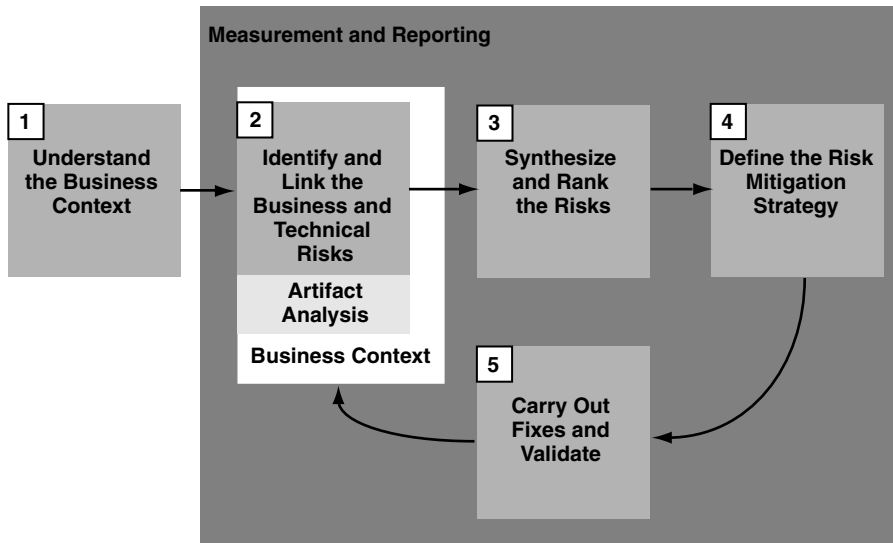 Measurement and Reporting
1
Understand
the Business
Context
2
Identify and
Link the
Business and
Technical
Risks
Artifact
Analysis
Business Context
3
Synthesize
and Rank
the Risks
4
Define the Risk
Mitigation
Strategy
5
Carry Out
Fixes and
Validate